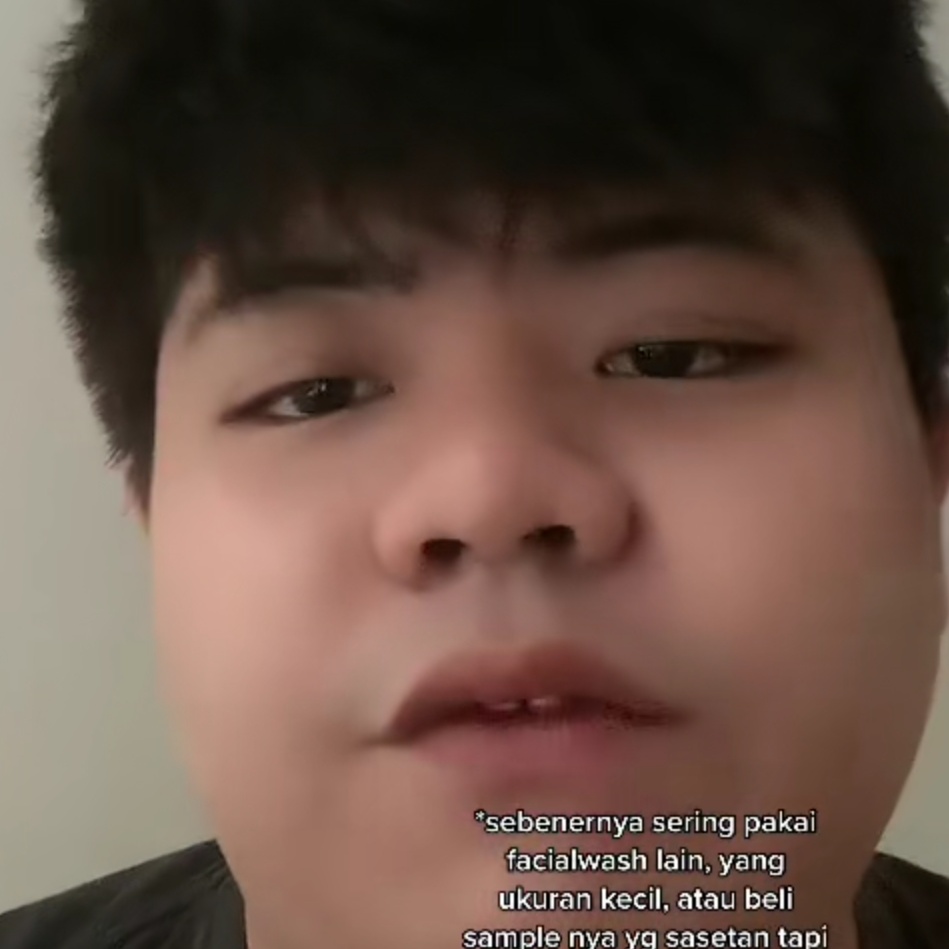 *sebenernya sering pakai
facialwash lain, yang
ukuran kecil, atau beli
sample nya yg sasetan tapi